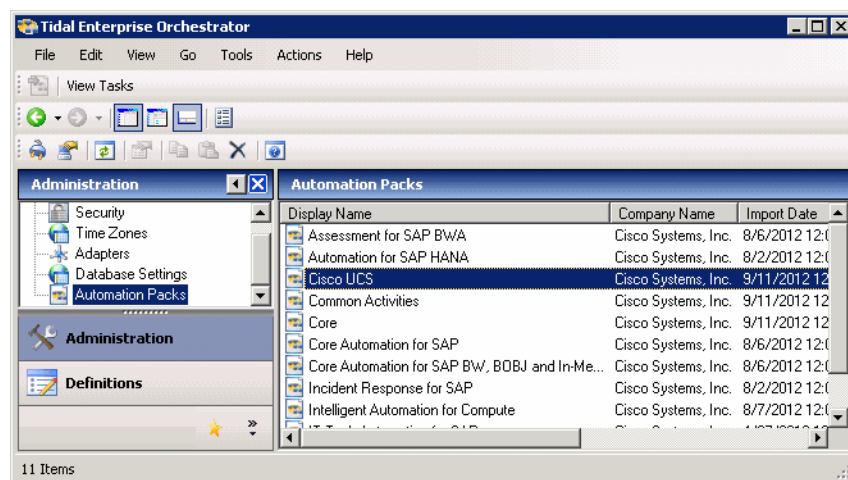 Tidal Enterprise Orchestrator
File Edit View Go Tools Actions Help
View Tasks
Administration
Security
Time Zones
Adapters
Database Settings
Automation Packs
Administration
Definitions
Automation Packs
Display Name Company Name Import Date
Assessment for SAP BWA Cisco Systems, Inc. 8/6/2012 12:0
Automation for SAP HANA Cisco Systems, Inc. 8/2/2012 12:0
Cisco UCS Cisco Systems, Inc. 9/11/2012 12
Common Activities Cisco Systems, Inc. 9/11/2012 12
Core Cisco Systems, Inc. 9/11/2012 12
Core Automation for SAP Cisco Systems, Inc. 8/6/2012 12:0
Core Automation for SAP BW, BOBJ and In-Me... Cisco Systems, Inc. 8/6/2012 12:0
Incident Response for SAP Cisco Systems, Inc. 8/2/2012 12:0
Intelligent Automation for Compute Cisco Systems, Inc. 8/7/2012 12:0
11 Items